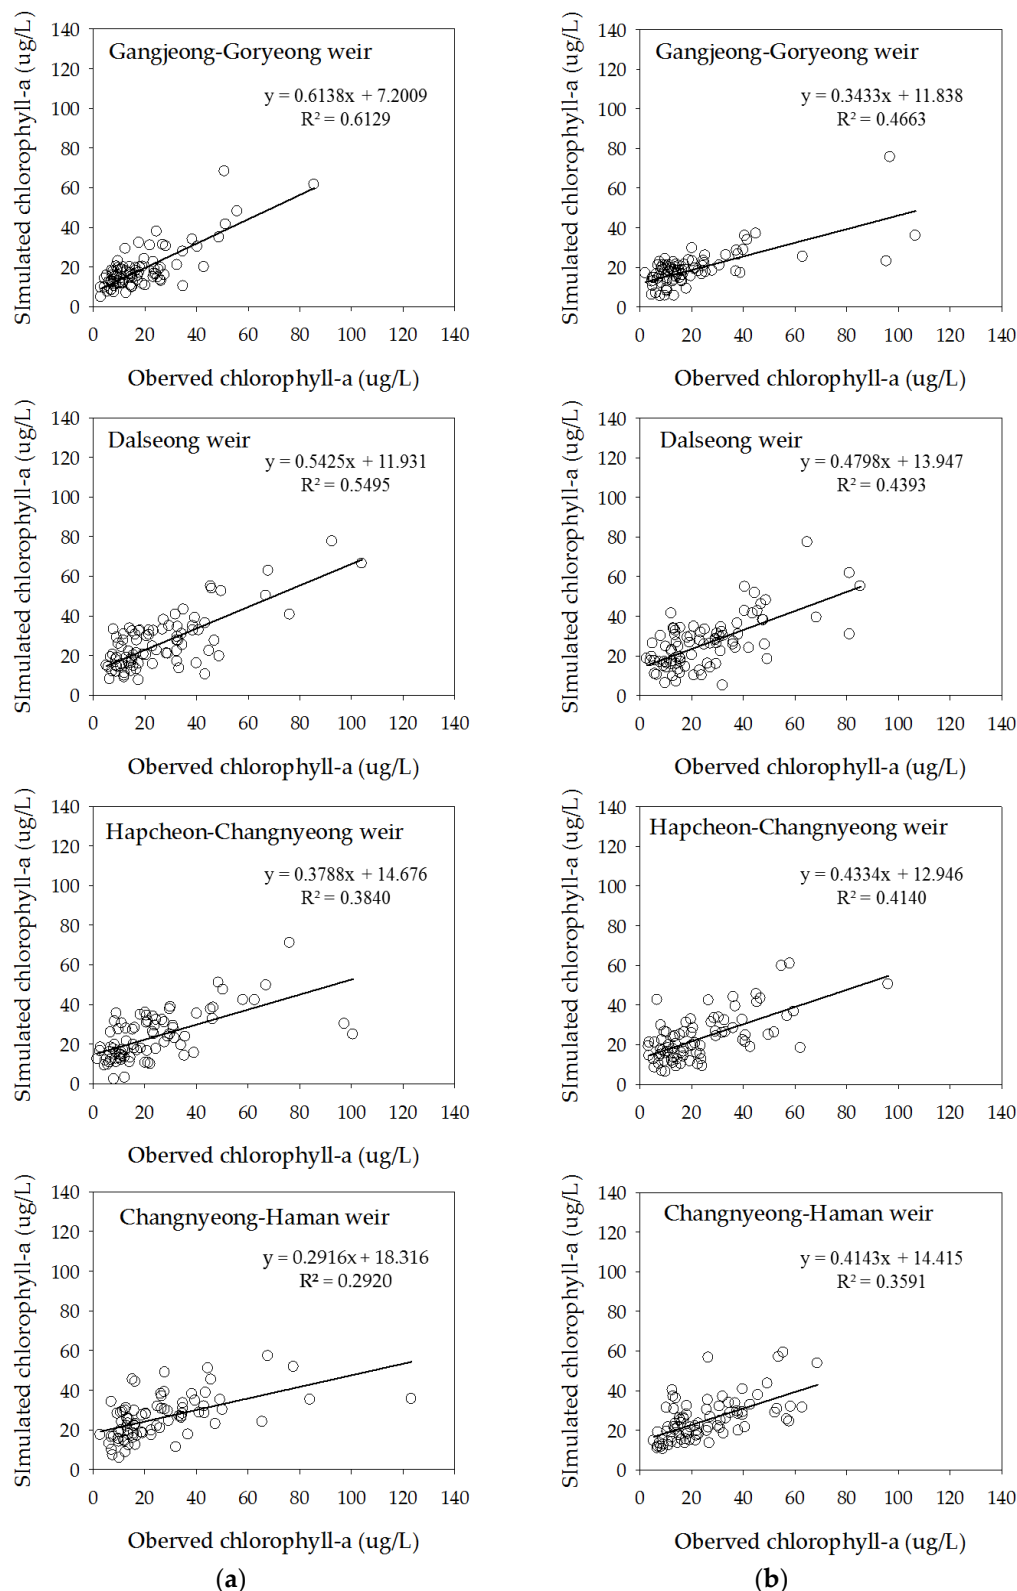 Gangjeong-Goryeong weir
y = 0.6138x + 7.2009
R² = 0.6129
SImulated chlorophyll-a (ug/L)
140
120
100
80
60
40
20
0
0 20 40 60 80 100 120 140
Oberved chlorophyll-a (ug/L)
Gangjeong-Goryeong weir
y = 0.3433x + 11.838
R² = 0.4663
SImulated chlorophyll-a (ug/L)
140
120
100
80
60
40
20
0
0 20 40 60 80 100 120 140
Oberved chlorophyll-a (ug/L)
Dalseong weir
y = 0.5425x + 11.931
R² = 0.5495
SImulated chlorophyll-a (ug/L)
140
120
100
80
60
40
20
0
0 20 40 60 80 100 120 140
Oberved chlorophyll-a (ug/L)
Dalseong weir
y = 0.4798x + 13.947
R² = 0.4393
SImulated chlorophyll-a (ug/L)
140
120
100
80
60
40
20
0
0 20 40 60 80 100 120 140
Oberved chlorophyll-a (ug/L)
Hapcheon-Changnyeong weir
y = 0.3788x + 14.676
R² = 0.3840
SImulated chlorophyll-a (ug/L)
140
120
100
80
60
40
20
0
0 20 40 60 80 100 120 140
Oberved chlorophyll-a (ug/L)
Hapcheon-Changnyeong weir
y = 0.4334x + 12.946
R² = 0.4140
SImulated chlorophyll-a (ug/L)
140
120
100
80
60
40
20
0
0 20 40 60 80 100 120 140
Oberved chlorophyll-a (ug/L)
Changnyeong-Haman weir
y = 0.2916x + 18.316
R² = 0.2920
SImulated chlorophyll-a (ug/L)
140
120
100
80
60
40
20
0
0 20 40 60 80 100 120 140
Oberved chlorophyll-a (ug/L)
(a)
Changnyeong-Haman weir
y = 0.4143x + 14.415
R² = 0.3591
SImulated chlorophyll-a (ug/L)
140
120
100
80
60
40
20
0
0 20 40 60 80 100 120 140
Oberved chlorophyll-a (ug/L)
(b)